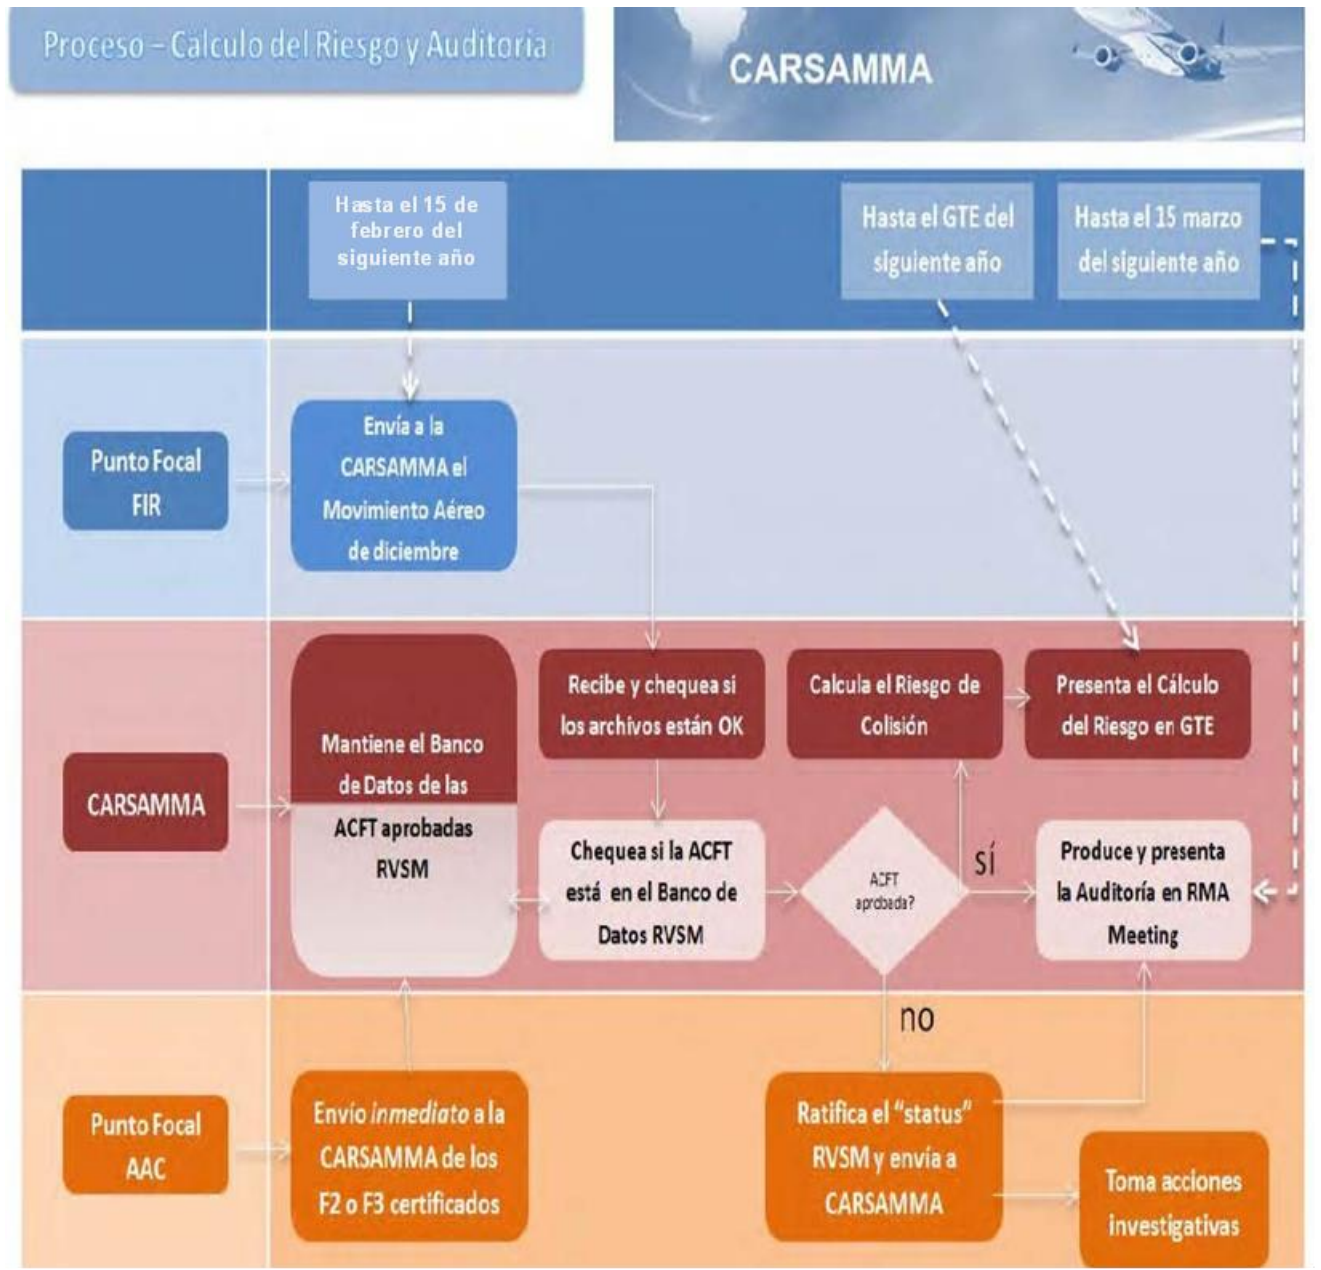 Proceso – Cálculo del Riesgo y Auditoría
CARSAMMA
Hasta el 15 de
febrero del
siguiente año
Hasta el GTE del
siguiente año
Hasta el 15 marzo
del siguiente año
Punto Focal
FIR
Envía a la
CARSAMMA el
Movimiento Aéreo
de diciembre
CARSAMMA
Mantiene el Banco
de Datos de las
ACFT aprobadas
RVSM
Recibe y chequea si
los archivos están OK
Calcula el Riesgo de
Colisión
Presenta el Cálculo
del Riesgo en GTE
Chequea si la ACFT
está en el Banco de
Datos RVSM
ACFT
aprobada?
sí
Produce y presenta
la Auditoría en RMA
Meeting
no
Punto Focal
AAC
Envío inmediato a la
CARSAMMA de los
F2 o F3 certificados
Ratifica el “status”
RVSM y envía a
CARSAMMA
Toma acciones
investigativas